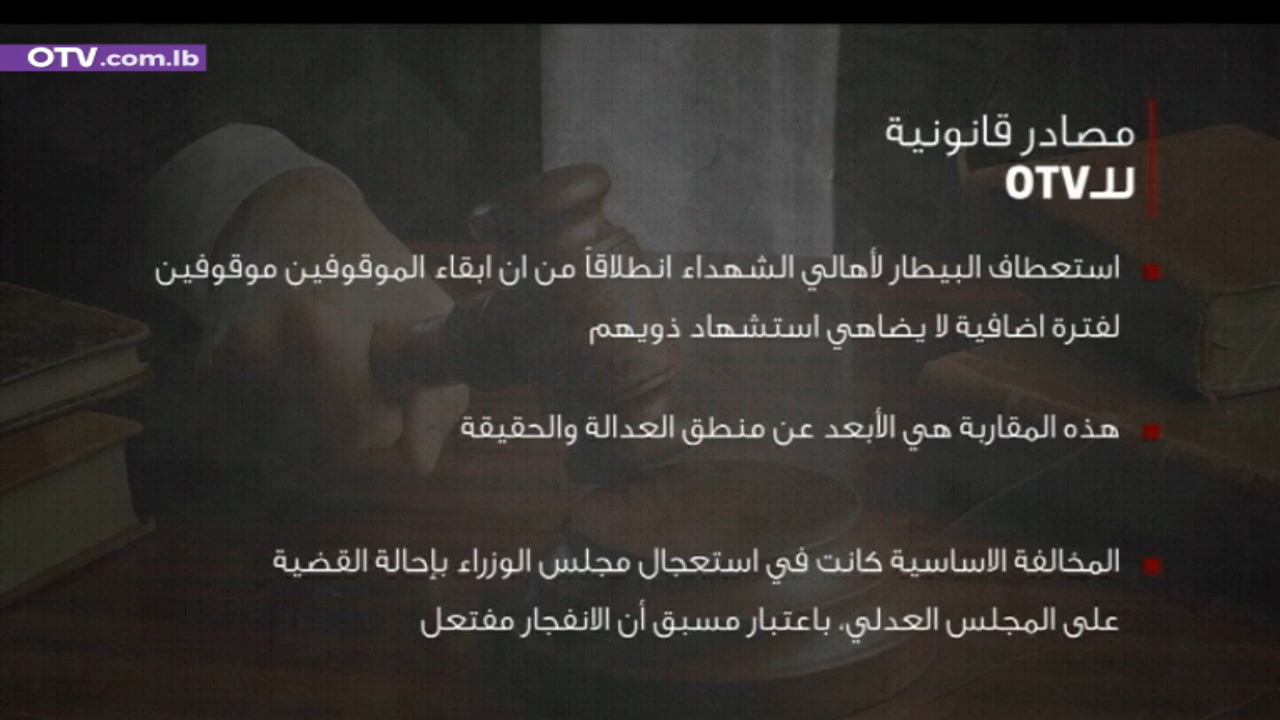 OTV.com.lb
مصادر قانونية
للـOTV
استعطاف البيطار لأهالي الشهداء انطلاقاً من ان ابقاء الموقوفين موقوفين
لفترة اضافية لا يضاهي استشهاد ذويهم
هذه المقاربة هي الأبعد عن منطق العدالة والحقيقة
المخالفة الاساسية كانت في استعجال مجلس الوزراء بإحالة القضية
على المجلس العدلي، باعتبار مسبق أن الانفجار مفتعل